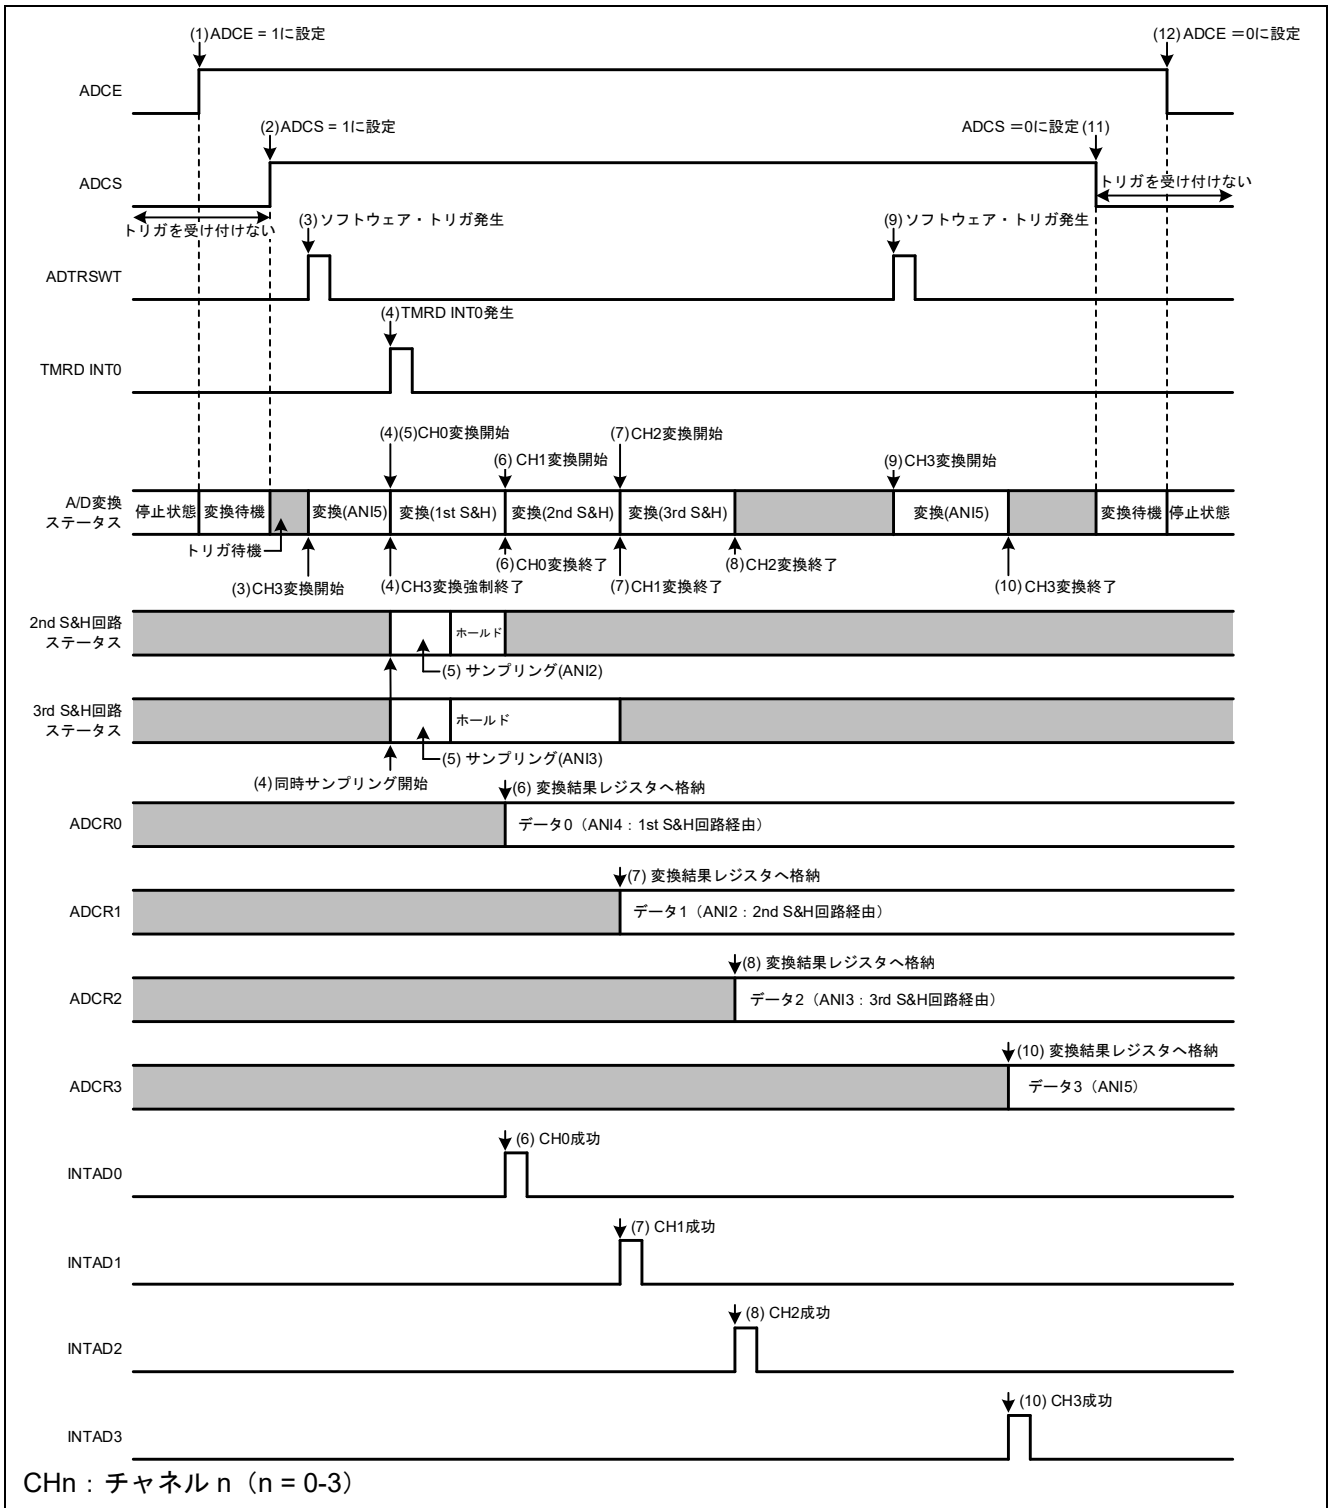 (1)ADCE = 1に設定
(12)ADCE =0に設定
ADCE
(2)ADCS = 1に設定
ADCS =0に設定(11)
ADCS
トリガを受け付けない
トリガを受け付けない
(3)ソフトウェア・トリガ発生
(9)ソフトウェア・トリガ発生
ADTRSWT
(4)TMRD INT0発生
TMRD INT0
(4)(5)CH0変換開始
(7)CH2変換開始
(6) CH1変換開始
(9)CH3変換開始
A/D変換
ステータス
停止状態
変換待機
変換(ANI5)
変換(1st S&H)
変換(2nd S&H)
変換(3rd S&H)
変換(ANI5)
変換待機
停止状態
トリガ待機
(6)CH0変換終了
(8)CH2変換終了
(3)CH3変換開始
(4)CH3変換強制終了
(7)CH1変換終了
(10)CH3変換終了
2nd S&H回路
ステータス
ホールド
(5) サンプリング(ANI2)
3rd S&H回路
ステータス
ホールド
(5) サンプリング(ANI3)
(4)同時サンプリング開始
(6) 変換結果レジスタへ格納
ADCR0
データ0（ANI4：1st S&H回路経由）
(7) 変換結果レジスタへ格納
ADCR1
データ1（ANI2：2nd S&H回路経由）
(8) 変換結果レジスタへ格納
ADCR2
データ2（ANI3：3rd S&H回路経由）
(10) 変換結果レジスタへ格納
ADCR3
データ3（ANI5）
(6) CH0成功
INTAD0
(7) CH1成功
INTAD1
(8) CH2成功
INTAD2
(10) CH3成功
INTAD3
CHn：チャネル n（n = 0-3）